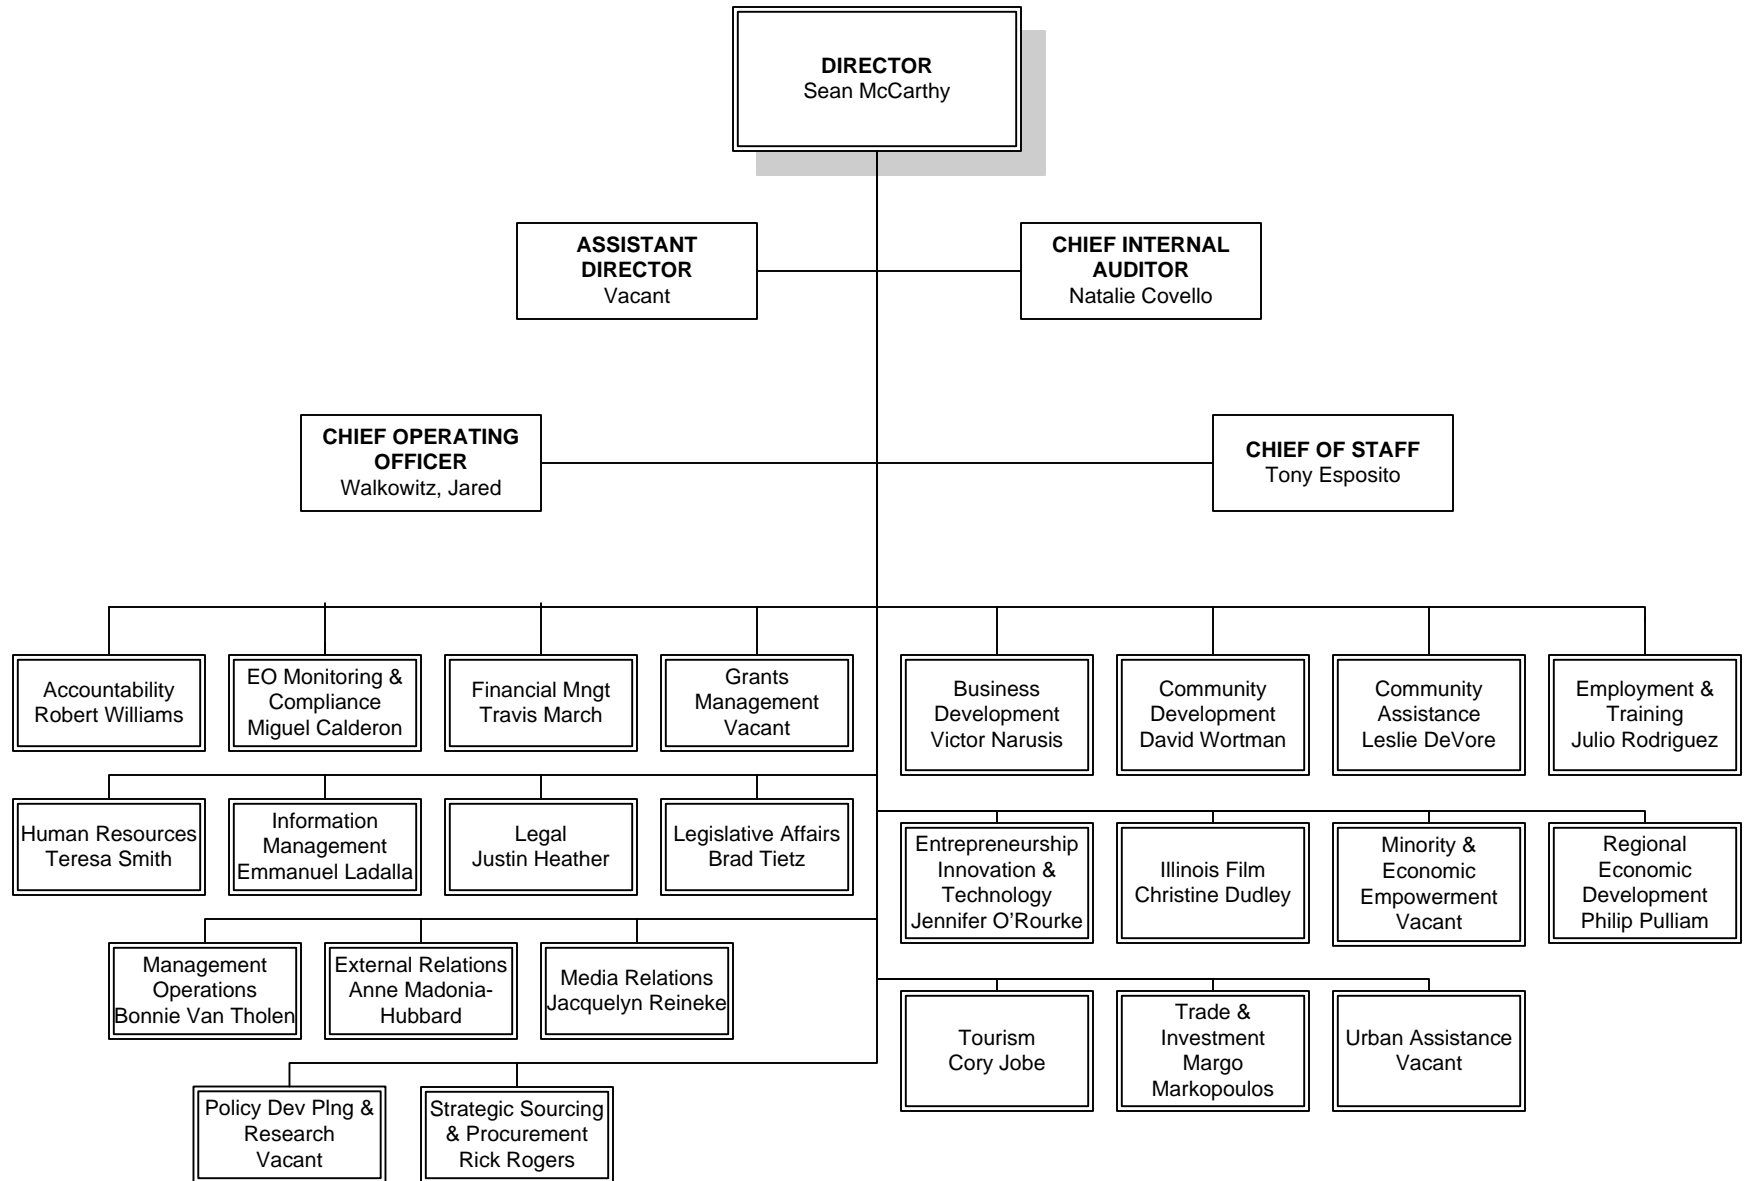 DIRECTOR
Sean McCarthy
ASSISTANT
DIRECTOR
Vacant
CHIEF INTERNAL
AUDITOR
Natalie Covello
CHIEF OPERATING
OFFICER
Walkowitz, Jared
CHIEF OF STAFF
Tony Esposito
Accountability
Robert Williams
EO Monitoring &
Compliance
Miguel Calderon
Financial Mngt
Travis March
Grants
Management
Vacant
Business
Development
Victor Narusis
Community
Development
David Wortman
Community
Assistance
Leslie DeVore
Employment &
Training
Julio Rodriguez
Human Resources
Teresa Smith
Information
Management
Emmanuel Ladalla
Legal
Justin Heather
Legislative Affairs
Brad Tietz
Entrepreneurship
Innovation &
Technology
Jennifer O’Rourke
Illinois Film
Christine Dudley
Minority &
Economic
Empowerment
Vacant
Regional
Economic
Development
Philip Pulliam
Management
Operations
Bonnie Van Tholen
External Relations
Anne Madonia-
Hubbard
Media Relations
Jacquelyn Reineke
Tourism
Cory Jobe
Trade &
Investment
Margo
Markopoulos
Urban Assistance
Vacant
Policy Dev Plng &
Research
Vacant
Strategic Sourcing
& Procurement
Rick Rogers